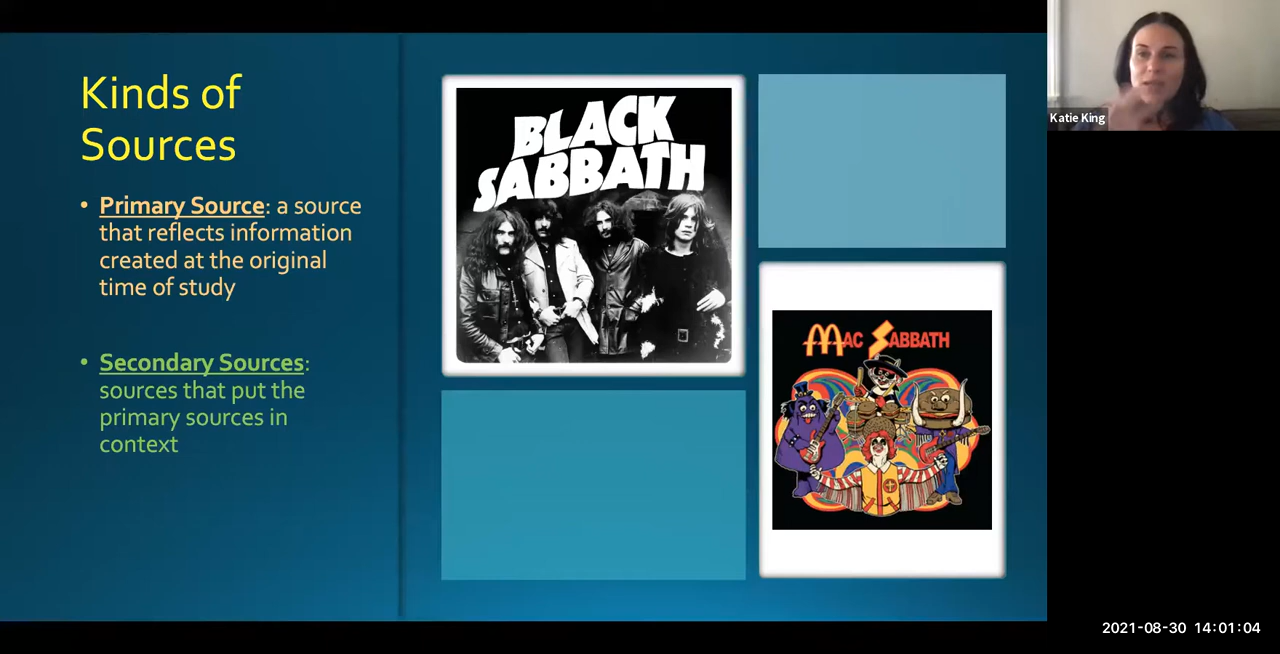 Kinds of
Sources
• Primary Source: a source
that reflects information
created at the original
time of study
• Secondary Sources:
sources that put the
primary sources in
context
BLACK
SABBATH
MAC SABBATH
Katie King
2021-08-30 14:01:04